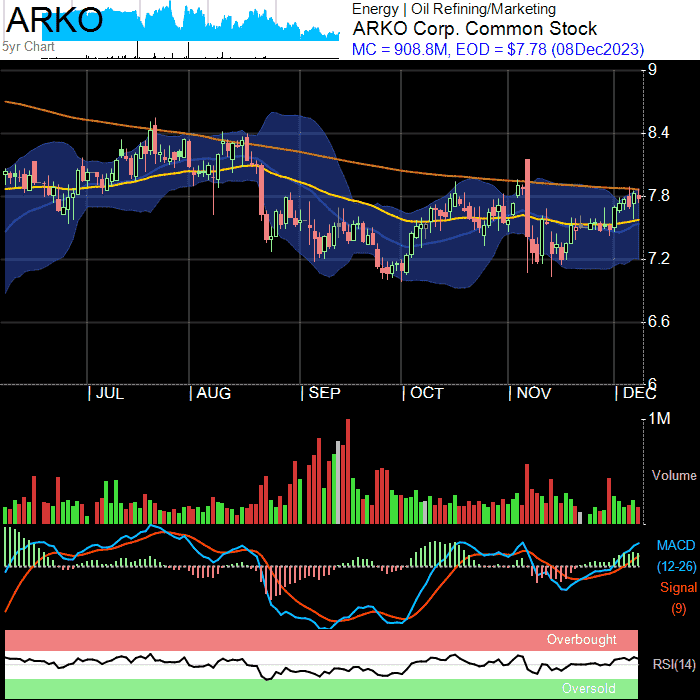 ARKO
5yr Chart
Energy | Oil Refining/Marketing
ARKO Corp. Common Stock
MC = 908.8M, EOD = $7.78 (08Dec2023)
9
8.4
7.8
7.2
6.6
6
| JUL | AUG | SEP | OCT | NOV | DEC
1M
Volume
MACD
(12-26)
Signal
(9)
Overbought
RSI(14)
Oversold